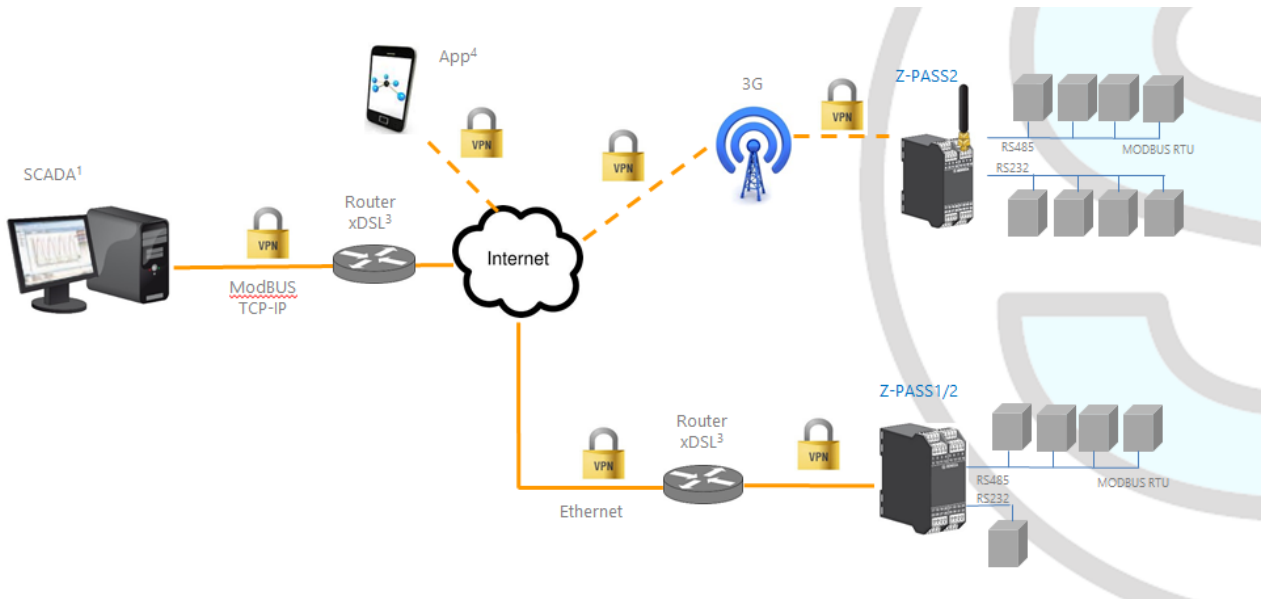 App⁴
VPN
3G
VPN
VPN
Z-PASS2
RS485
MODBUS RTU
RS232
SCADA¹
VPN
Router
xDSL³
Internet
ModBUS
TCP-IP
Z-PASS1/2
Router
xDSL³
VPN
VPN
Ethernet
RS485
MODBUS RTU
RS232